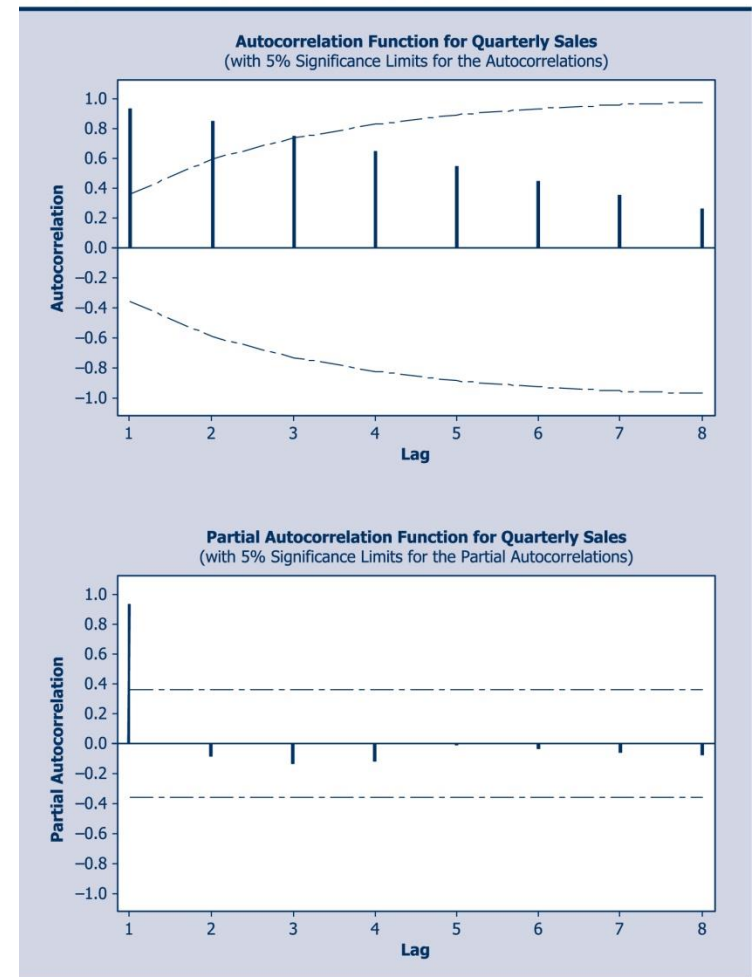 Autocorrelation Function for Quarterly Sales
(with 5% Significance Limits for the Autocorrelations)
1.0
0.8
0.6
0.4
0.2
0.0
−0.2
−0.4
−0.6
−0.8
−1.0
Autocorrelation
1 2 3 4 5 6 7 8
Lag
Partial Autocorrelation Function for Quarterly Sales
(with 5% Significance Limits for the Partial Autocorrelations)
1.0
0.8
0.6
0.4
0.2
0.0
−0.2
−0.4
−0.6
−0.8
−1.0
Partial Autocorrelation
1 2 3 4 5 6 7 8
Lag